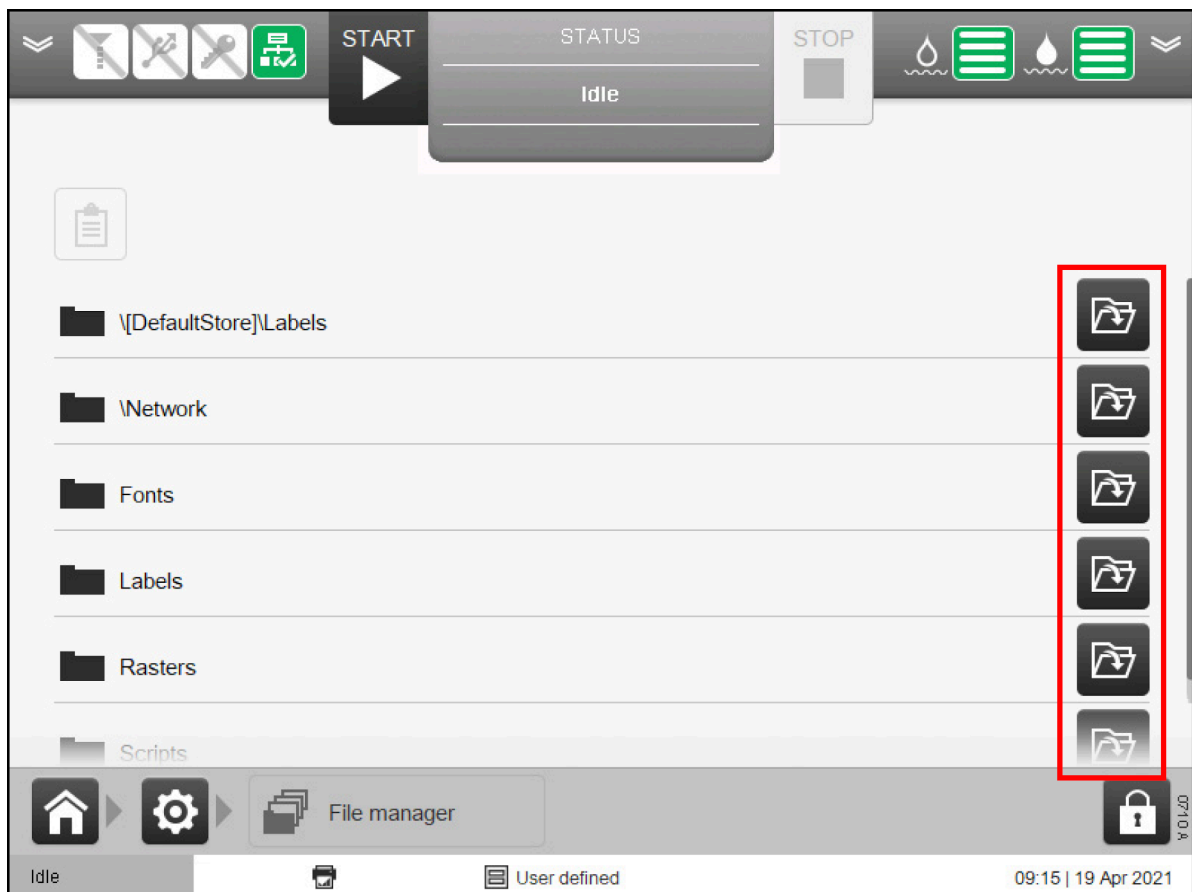 START
STATUS
Idle
STOP
\[DefaultStore]\Labels
\Network
Fonts
Labels
Rasters
Scripts
File manager
0710 A
Idle
User defined
09:15 | 19 Apr 2021